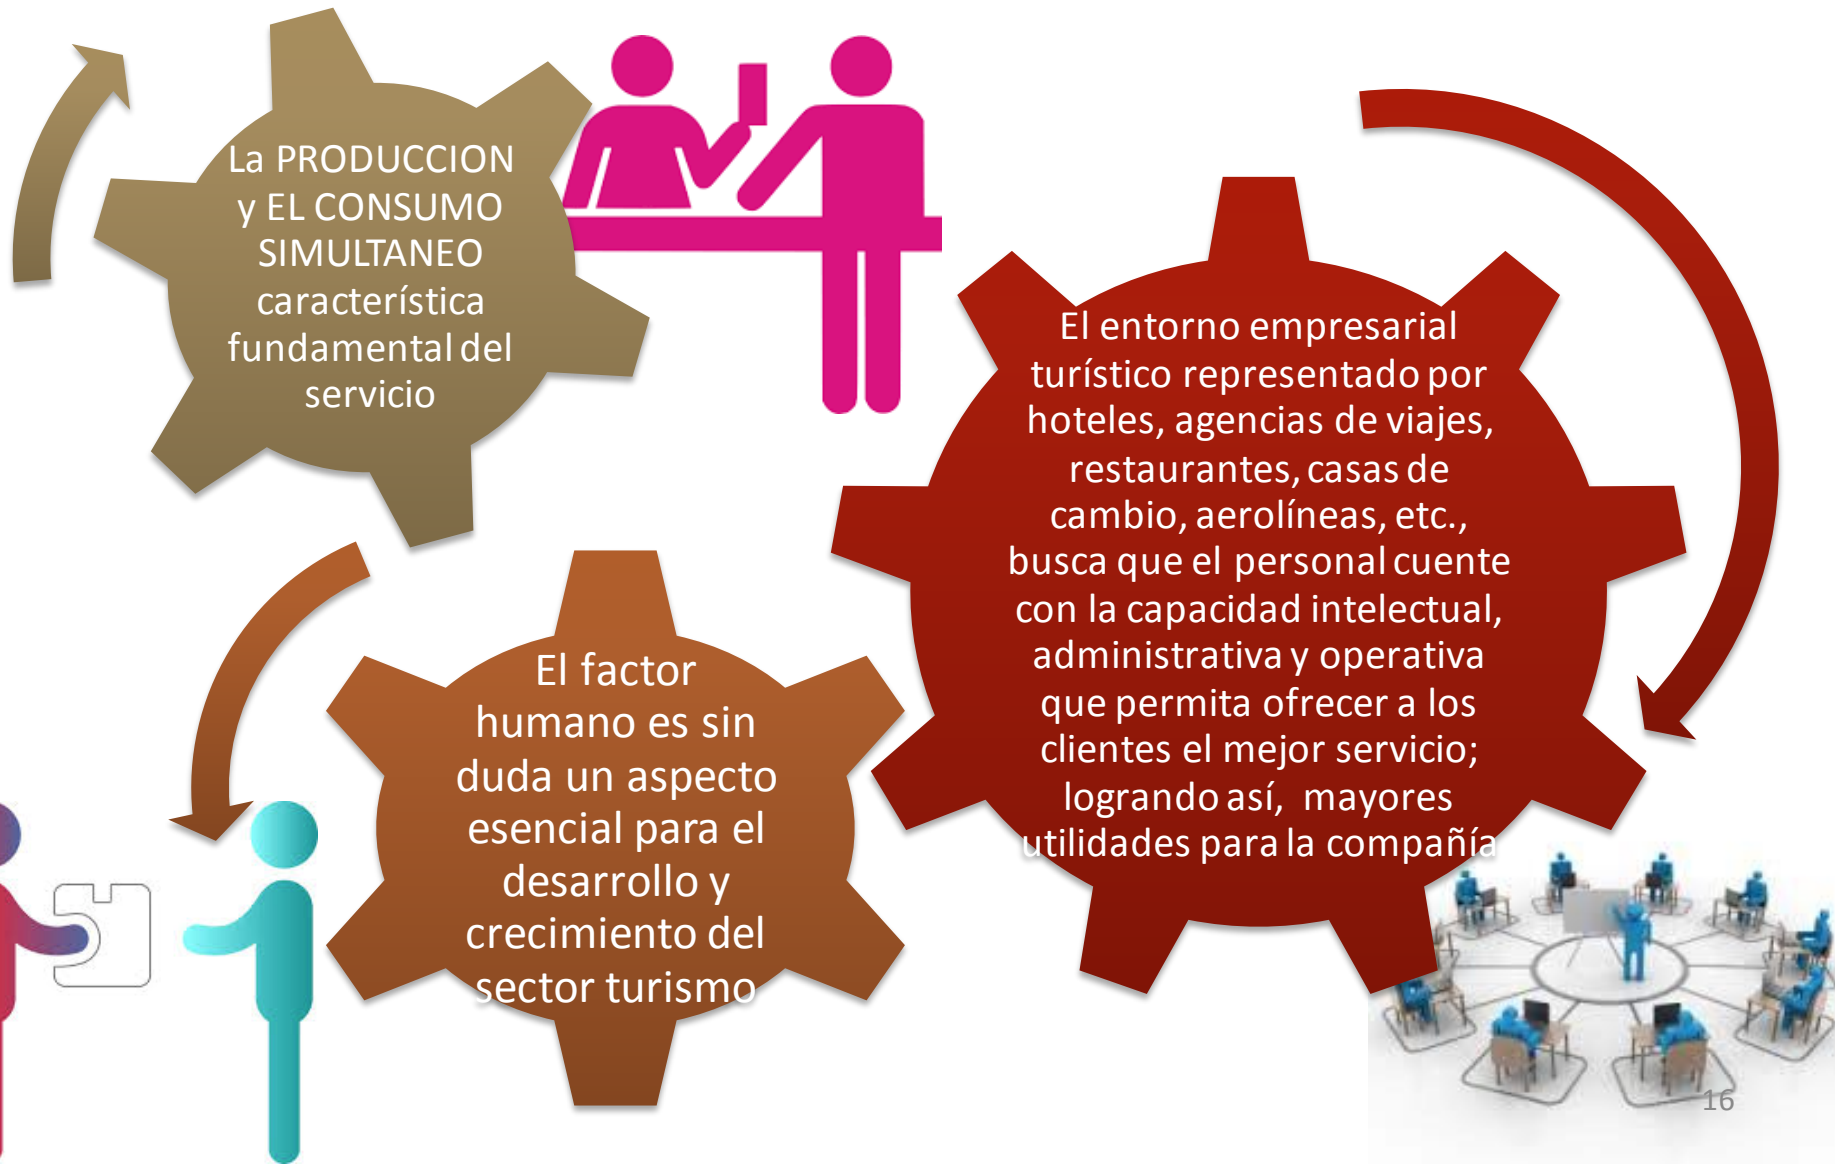 La PRODUCCION
y EL CONSUMO
SIMULTANEO
característica
fundamental del
servicio
El factor
humano es sin
duda un aspecto
esencial para el
desarrollo y
crecimiento del
sector turismo
El entorno empresarial
turístico representado por
hoteles, agencias de viajes,
restaurantes, casas de
cambio, aerolíneas, etc.,
busca que el personal cuente
con la capacidad intelectual,
administrativa y operativa
que permita ofrecer a los
clientes el mejor servicio;
logrando así, mayores
utilidades para la compañía
16